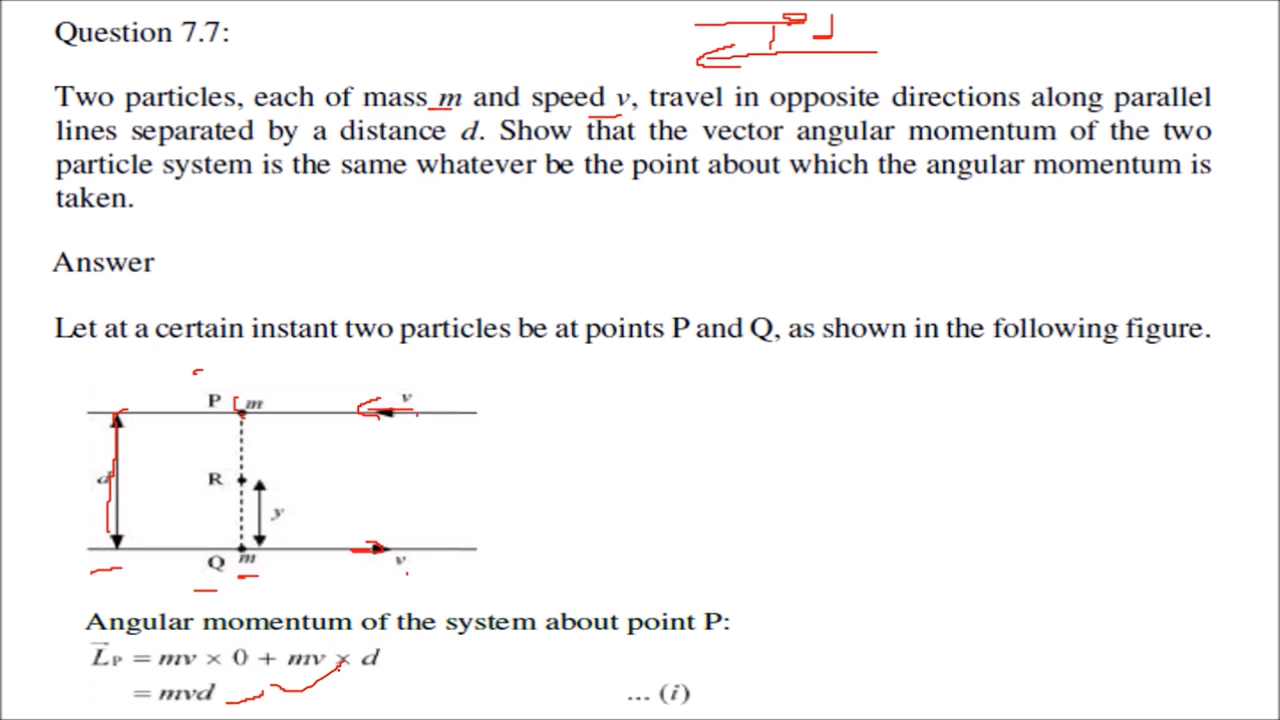 Question 7.7:
Two particles, each of mass m and speed v, travel in opposite directions along parallel
lines separated by a distance d. Show that the vector angular momentum of the two
particle system is the same whatever be the point about which the angular momentum is
taken.
Answer
Let at a certain instant two particles be at points P and Q, as shown in the following figure.
P m v
d R y
Q m v
Angular momentum of the system about point P:
L⃗ₚ = mv × 0 + mv × d
= mvd ... (i)